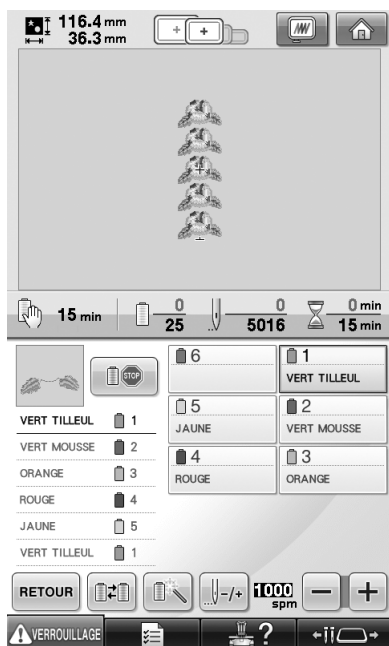 116.4 mm
36.3 mm
15 min
0
25
0
5016
0 min
15 min
STOP
VERT TILLEUL 1
VERT MOUSSE 2
ORANGE 3
ROUGE 4
JAUNE 5
VERT TILLEUL 1
6
1
VERT TILLEUL
5
JAUNE
2
VERT MOUSSE
4
ROUGE
3
ORANGE
RETOUR
-/+
1000
spm
VERROUILLAGE
?